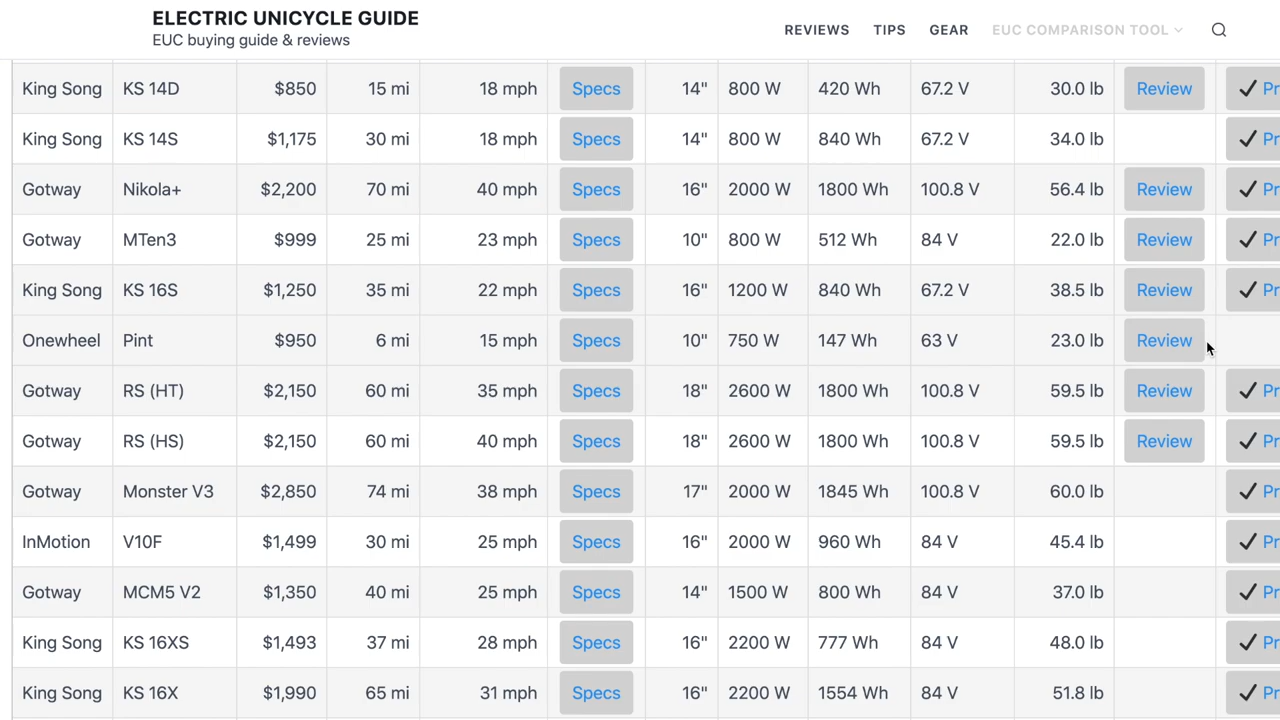 ELECTRIC UNICYCLE GUIDE
EUC buying guide & reviews
REVIEWS TIPS GEAR EUC COMPARISON TOOL
King Song KS 14D $850 15 mi 18 mph Specs 14" 800 W 420 Wh 67.2 V 30.0 lb Review ✓ Pr
King Song KS 14S $1,175 30 mi 18 mph Specs 14" 800 W 840 Wh 67.2 V 34.0 lb ✓ Pr
Gotway Nikola+ $2,200 70 mi 40 mph Specs 16" 2000 W 1800 Wh 100.8 V 56.4 lb Review ✓ Pr
Gotway MTen3 $999 25 mi 23 mph Specs 10" 800 W 512 Wh 84 V 22.0 lb Review ✓ Pr
King Song KS 16S $1,250 35 mi 22 mph Specs 16" 1200 W 840 Wh 67.2 V 38.5 lb Review ✓ Pr
Onewheel Pint $950 6 mi 15 mph Specs 10" 750 W 147 Wh 63 V 23.0 lb Review
Gotway RS (HT) $2,150 60 mi 35 mph Specs 18" 2600 W 1800 Wh 100.8 V 59.5 lb Review ✓ Pr
Gotway RS (HS) $2,150 60 mi 40 mph Specs 18" 2600 W 1800 Wh 100.8 V 59.5 lb Review ✓ Pr
Gotway Monster V3 $2,850 74 mi 38 mph Specs 17" 2000 W 1845 Wh 100.8 V 60.0 lb ✓ Pr
InMotion V10F $1,499 30 mi 25 mph Specs 16" 2000 W 960 Wh 84 V 45.4 lb ✓ Pr
Gotway MCM5 V2 $1,350 40 mi 25 mph Specs 14" 1500 W 800 Wh 84 V 37.0 lb ✓ Pr
King Song KS 16XS $1,493 37 mi 28 mph Specs 16" 2200 W 777 Wh 84 V 48.0 lb ✓ Pr
King Song KS 16X $1,990 65 mi 31 mph Specs 16" 2200 W 1554 Wh 84 V 51.8 lb ✓ Pr